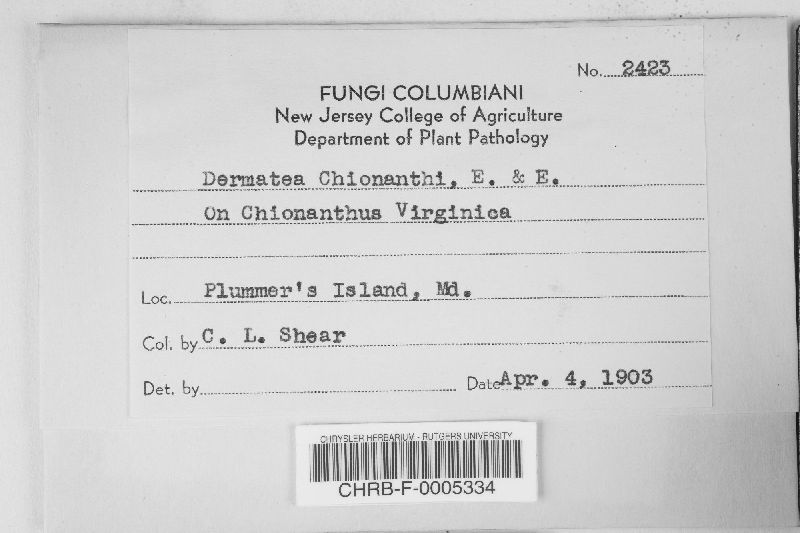 No. 2423
FUNGI COLUMBIANI
New Jersey College of Agriculture
Department of Plant Pathology
Dermatea Chionanthi, E. & E.
On Chionanthus Virginica
Loc. Plummer's Island, Md.
Col. by C. L. Shear
Det. by Date Apr. 4, 1903
CHRYSLER HERBARIUM - RUTGERS UNIVERSITY
CHRB-F-0005334